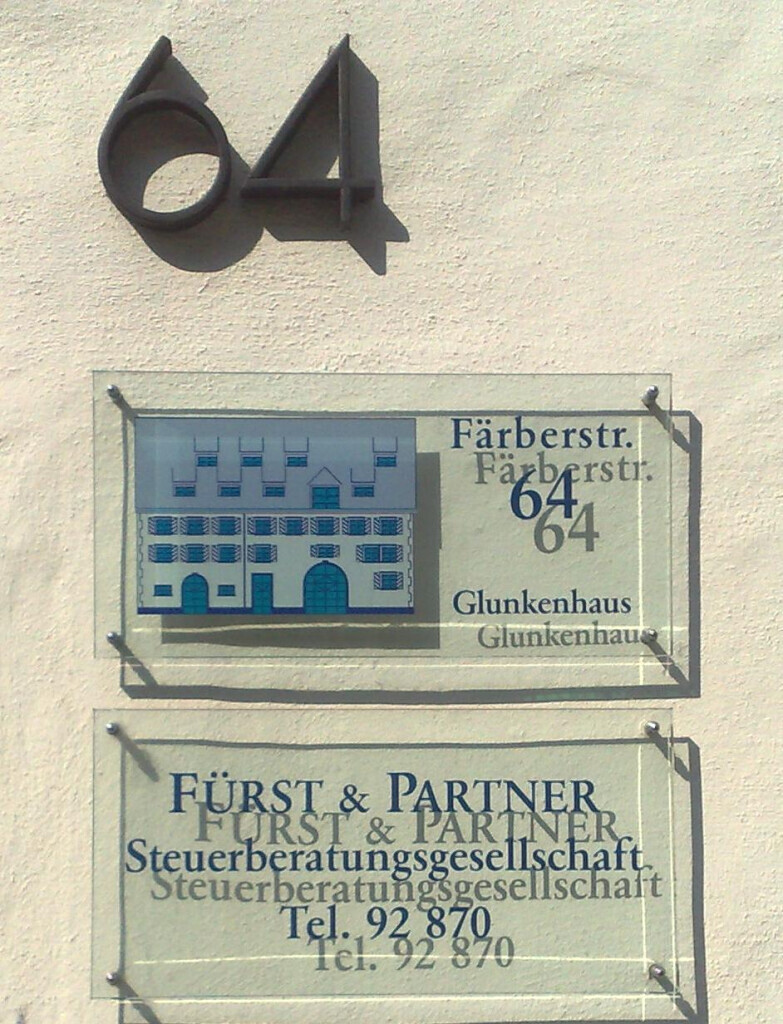 64
Färberstr.
64
Glunkenhaus
FÜRST & PARTNER
Steuerberatungsgesellschaft
Tel. 92 870